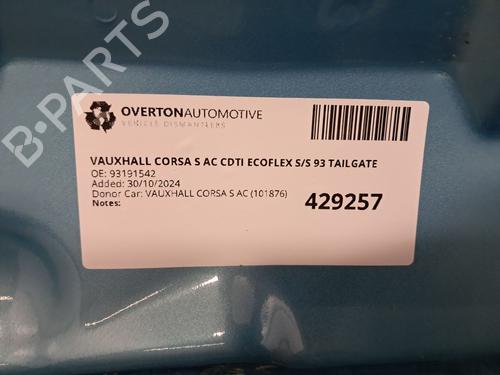 B-PARTS
OVERTONAUTOMOTIVE
VEHICLE DISMANTLERS
VAUXHALL CORSA S AC CDTI ECOFLEX S/S 93 TAILGATE
OE: 93191542
Added: 30/10/2024
Donor Car: VAUXHALL CORSA S AC (101876)
Notes:
429257